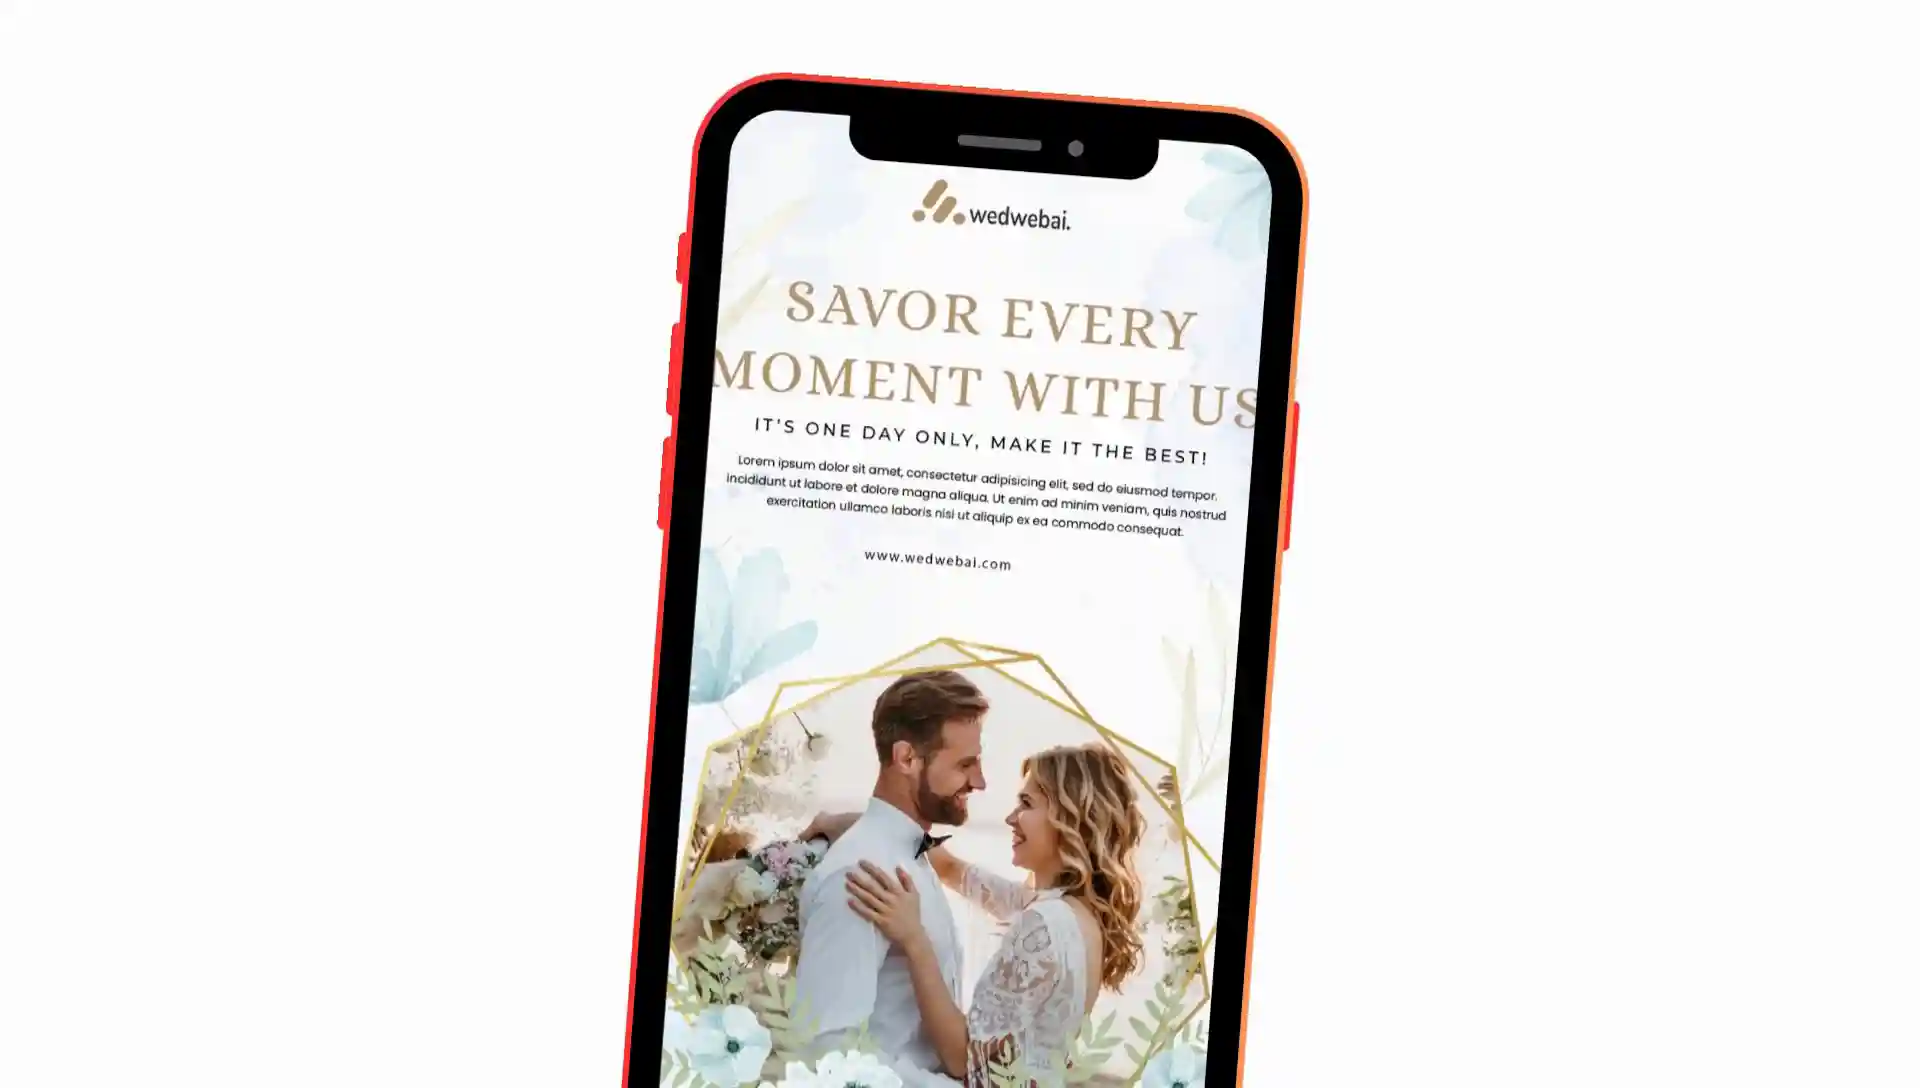 wedwebai.
SAVOR EVERY
MOMENT WITH US
IT'S ONE DAY ONLY, MAKE IT THE BEST!
Lorem ipsum dolor sit amet, consectetur adipisicing elit, sed do eiusmod tempor.
incididunt ut labore et dolore magna aliqua. Ut enim ad minim veniam, quis nostrud
exercitation ullamco laboris nisi ut aliquip ex ea commodo consequat.
www.wedwebai.com